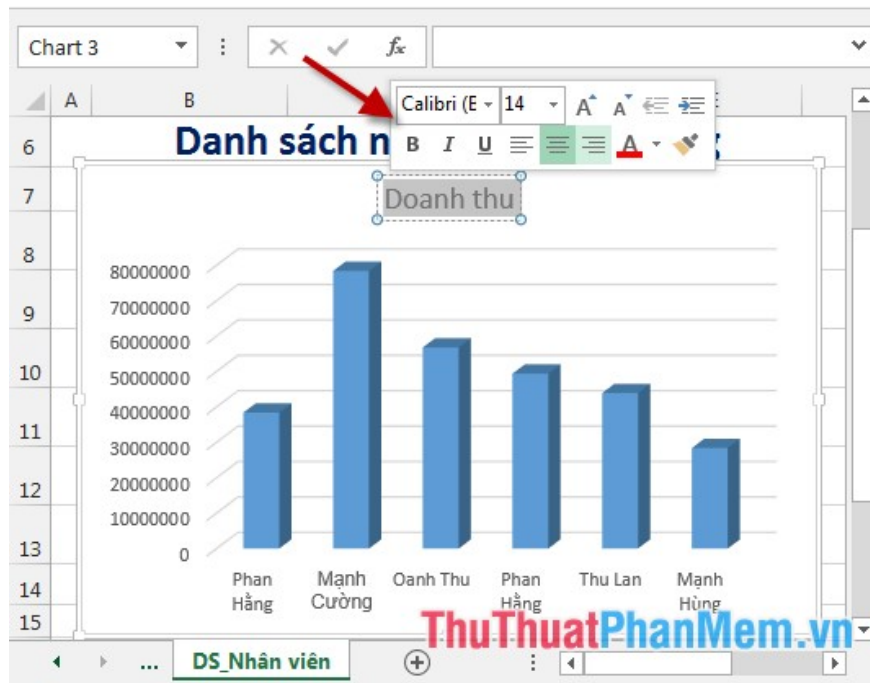 Chart 3
fx
A B E
Calibri (E 14 A A
B I U A
6 Danh sách n g
7 Doanh thu
8
9
10
11
12
13
14
15
80000000
70000000
60000000
50000000
40000000
30000000
20000000
10000000
0
Phan Mạnh Oanh Thu Phan Thu Lan Mạnh
Hằng Cường Hằng Hùng
ThuThuatPhanMem.vn
... DS_Nhân viên